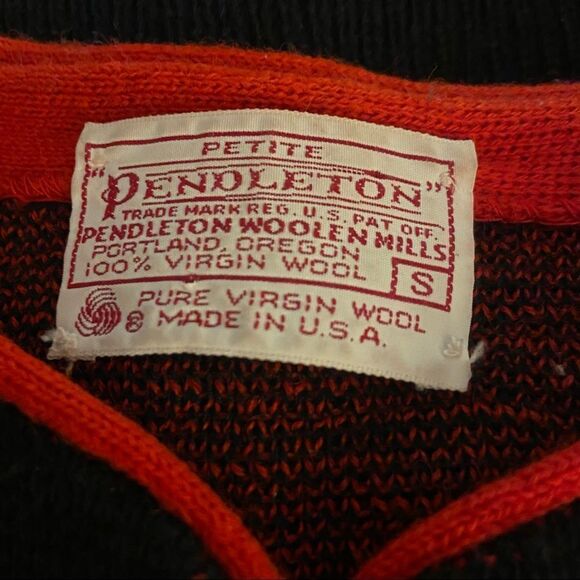 PETITE
"PENDLETON"
TRADE MARK REG. U.S. PAT OFF.
PENDLETON WOOLEN MILLS
PORTLAND, OREGON
100% VIRGIN WOOL
S
PURE VIRGIN WOOL
® MADE IN U.S.A.